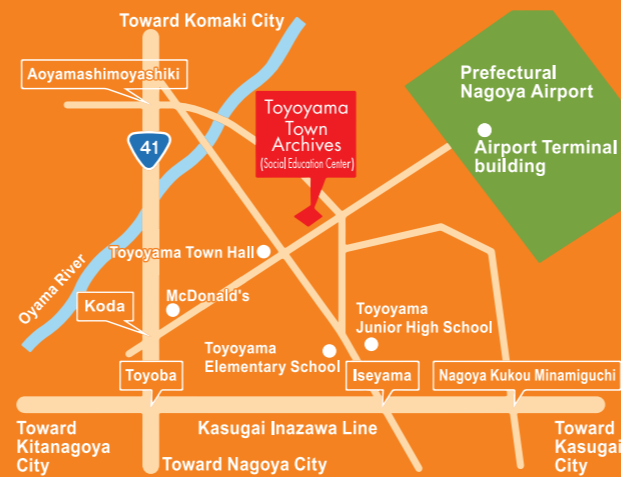 Toward Komaki City
Aoyamashimoyashiki
41
Toyoyama
Town
Archives
(Social Education Center)
Prefectural
Nagoya Airport
Airport Terminal
building
Oyama River
Toyoyama Town Hall
McDonald's
Koda
Toyoyama
Junior High School
Toyoyama
Elementary School
Toyoba
Iseyama
Nagoya Kukou Minamiguchi
Toward
Kitanagoya
City
Kasugai Inazawa Line
Toward
Kasugai
City
Toward Nagoya City